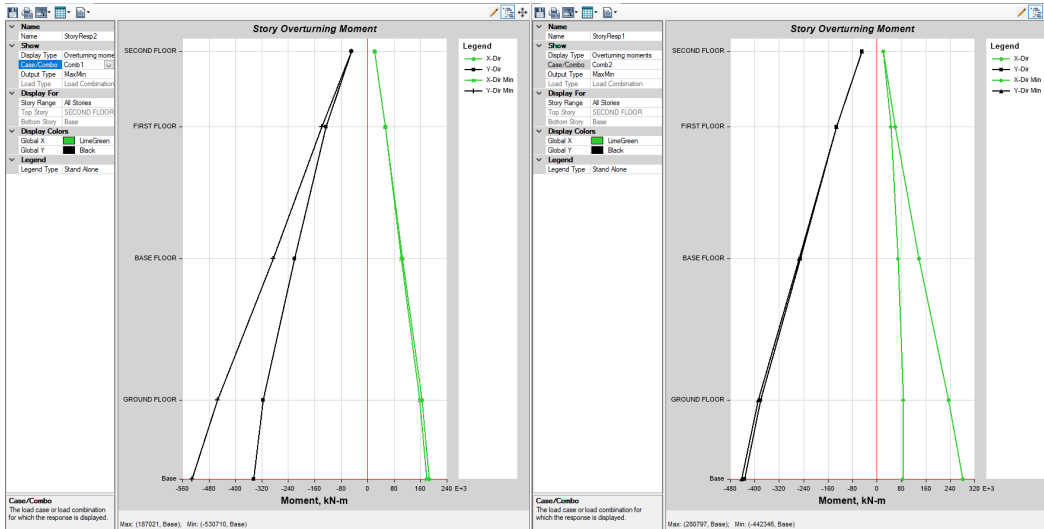 Name
Name StoryResp2
Show
Display Type Overturning mome
Case/Combo Comb1
Output Type MaxMin
Load Type Load Combination
Display For
Story Range All Stories
Top Story SECOND FLOOR
Bottom Story Base
Display Colors
Global X LimeGreen
Global Y Black
Legend
Legend Type Stand Alone
Case/Combo
The load case or load combination
for which the response is displayed.
Story Overturning Moment
SECOND FLOOR
FIRST FLOOR
BASE FLOOR
GROUND FLOOR
Base
-560 -480 -400 -320 -240 -160 -80 0 80 160 240 E+3
Moment, kN-m
Legend
X-Dir
Y-Dir
X-Dir Min
Y-Dir Min
Max: (187021, Base); Min: (-530710, Base)
Name
Name StoryResp1
Show
Display Type Overturning moments
Case/Combo Comb2
Output Type MaxMin
Load Type Load Combination
Display For
Story Range All Stories
Top Story SECOND FLOOR
Bottom Story Base
Display Colors
Global X LimeGreen
Global Y Black
Legend
Legend Type Stand Alone
Case/Combo
The load case or load combination
for which the response is displayed.
Story Overturning Moment
SECOND FLOOR
FIRST FLOOR
BASE FLOOR
GROUND FLOOR
Base
-480 -400 -320 -240 -160 -80 0 80 160 240 320 E+3
Moment, kN-m
Legend
X-Dir
Y-Dir
X-Dir Min
Y-Dir Min
Max: (280797, Base); Min: (-442346, Base)